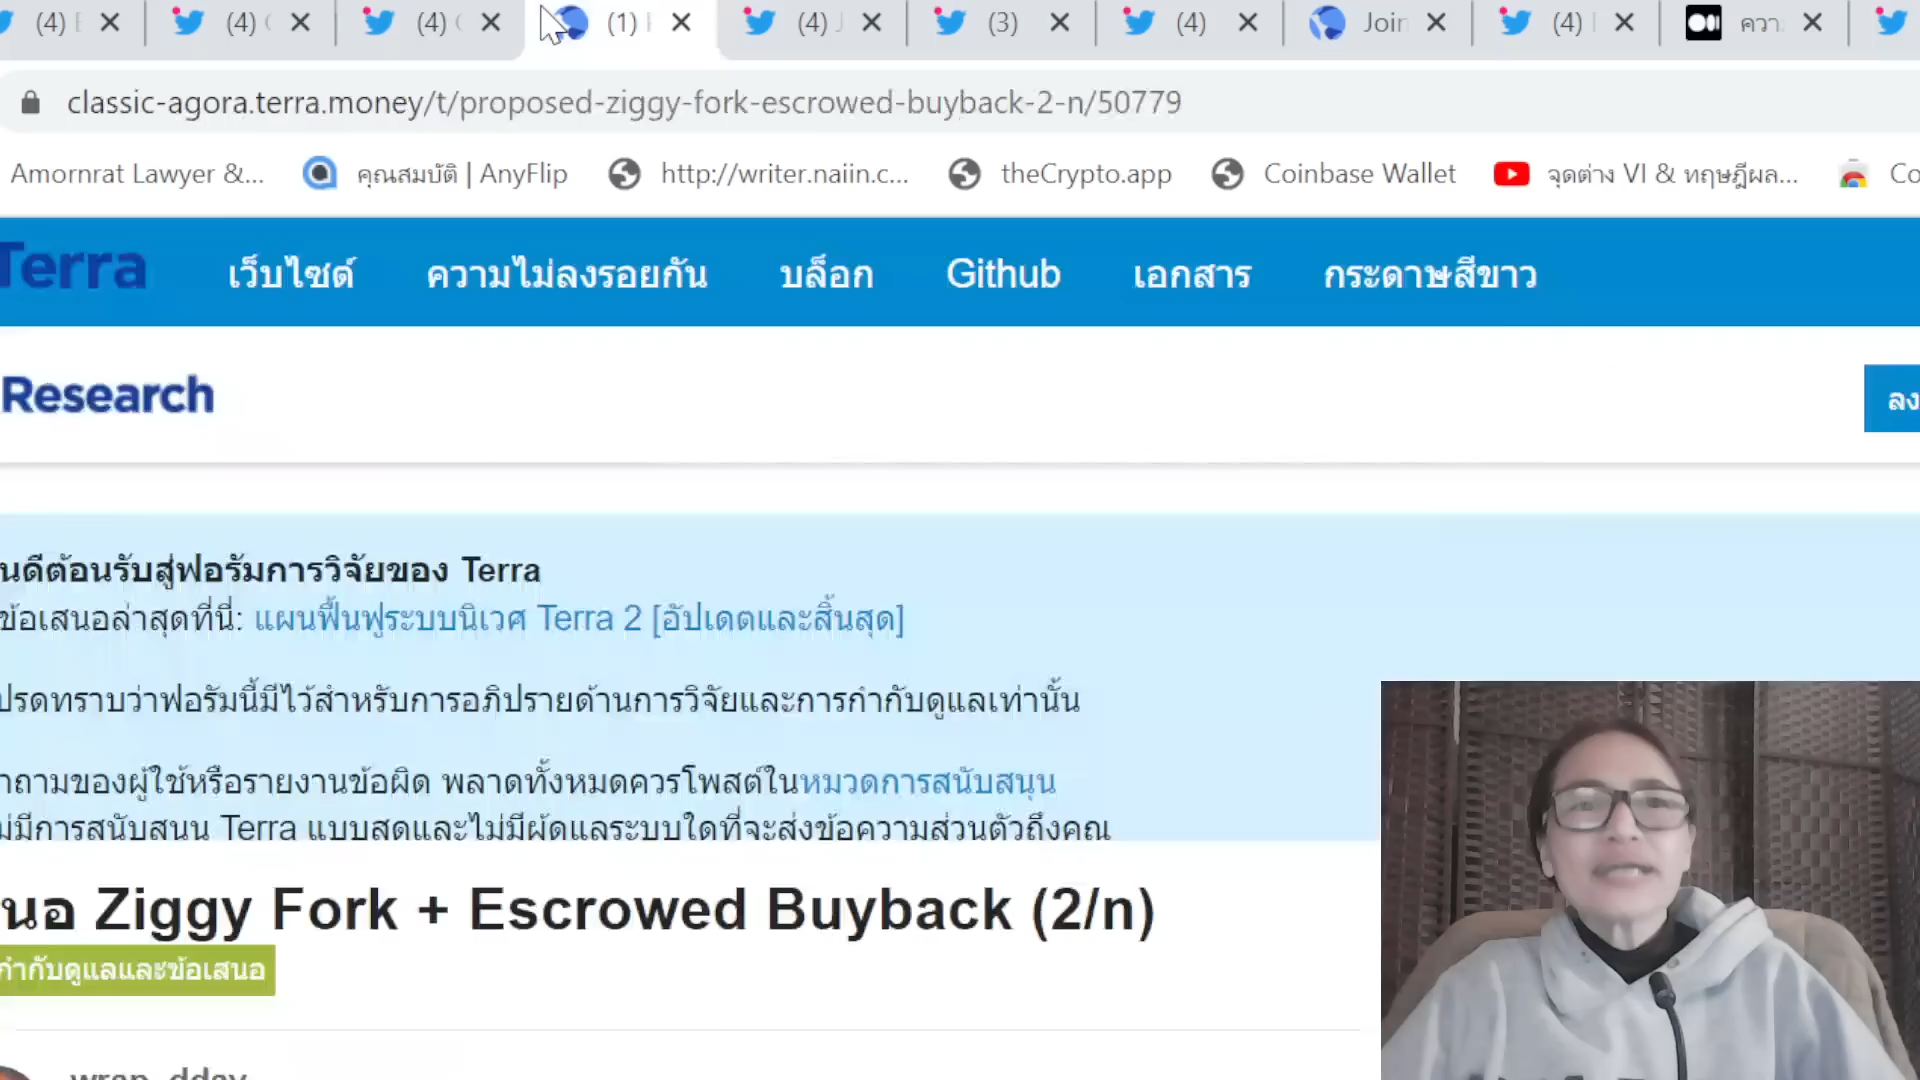 (4)
(4)
(4)
(1)
(4)
(3)
(4)
Join
(4)
ควา
classic-agora.terra.money/t/proposed-ziggy-fork-escrowed-buyback-2-n/50779
Amornrat Lawyer &... คุณสมบัติ | AnyFlip http://writer.naiin.c... theCrypto.app Coinbase Wallet จุดต่าง VI & ทฤษฎีผล... Co
Terra เว็บไซต์ ความไม่ลงรอยกัน บล็อก Github เอกสาร กระดาษสีขาว
Research
ลง
นดีต้อนรับสู่ฟอรัมการวิจัยของ Terra
ข้อเสนอล่าสุดที่นี่: แผนฟื้นฟูระบบนิเวศ Terra 2 [อัปเดตและสิ้นสุด]
ปรดทราบว่าฟอรัมนี้มีไว้สำหรับการอภิปรายด้านการวิจัยและการกำกับดูแลเท่านั้น
ำถามของผู้ใช้หรือรายงานข้อผิด พลาดทั้งหมดควรโพสต์ในหมวดการสนับสนุน
ม่มีการสนับสนุน Terra แบบสดและไม่มีผู้ดูแลระบบใดที่จะส่งข้อความส่วนตัวถึงคุณ
นอ Ziggy Fork + Escrowed Buyback (2/n)
กำกับดูแลและข้อเสนอ
wrap_dday